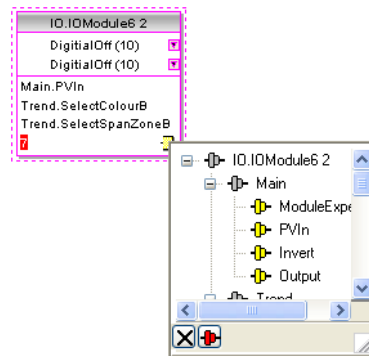 IO.IOModule6 2
DigitialOff (10)
DigitialOff (10)
Main.PVIn
Trend.SelectColourB
Trend.SelectSpanZoneB
7
IO.IOModule6 2
Main
ModuleExpe
PVIn
Invert
Output
Trend